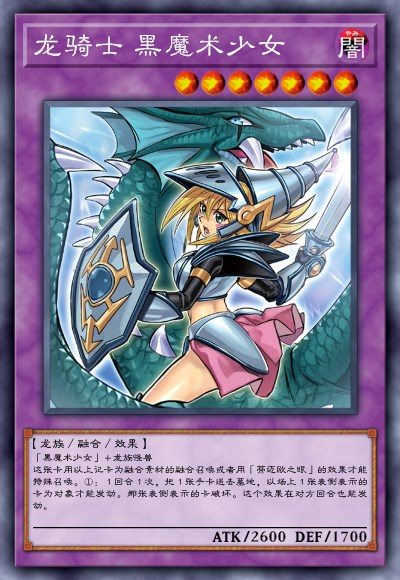 龙骑士 黑魔术少女
やみ
闇
【龙族/融合/效果】
「黑魔术少女」+龙族怪兽
这张卡用以上记卡为融合素材的融合召唤或者用「蒂迈欧之眼」的效果才能
特殊召唤。①:1回合1次,把1张手卡送去墓地,以场上1张表侧表示的
卡为对象才能发动。那张表侧表示的卡破坏。这个效果在对方回合也能发
动。
ATK/2600 DEF/1700